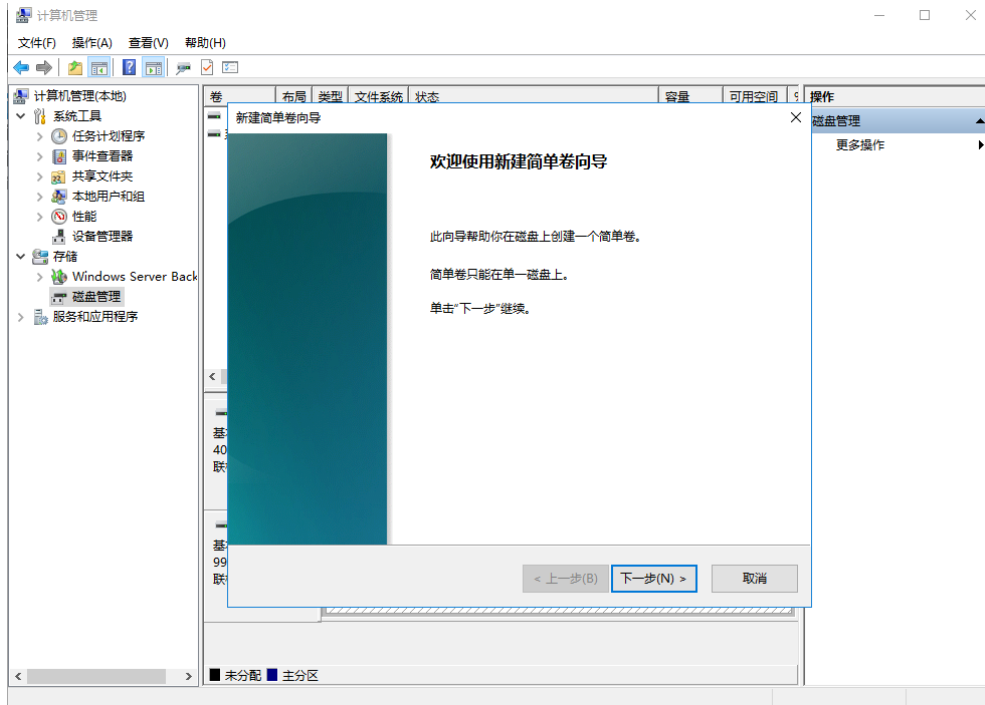 计算机管理
文件(F) 操作(A) 查看(V) 帮助(H)
计算机管理(本地)
系统工具
任务计划程序
事件查看器
共享文件夹
本地用户和组
性能
设备管理器
存储
Windows Server Back
磁盘管理
服务和应用程序
卷 布局 类型 文件系统 状态 容量 可用空间 9
操作
磁盘管理
更多操作
新建简单卷向导
欢迎使用新建简单卷向导
此向导帮助你在磁盘上创建一个简单卷。
简单卷只能在单一磁盘上。
单击“下一步”继续。
< 上一步(B) 下一步(N) > 取消
基
40
联
基
99
联
未分配 主分区